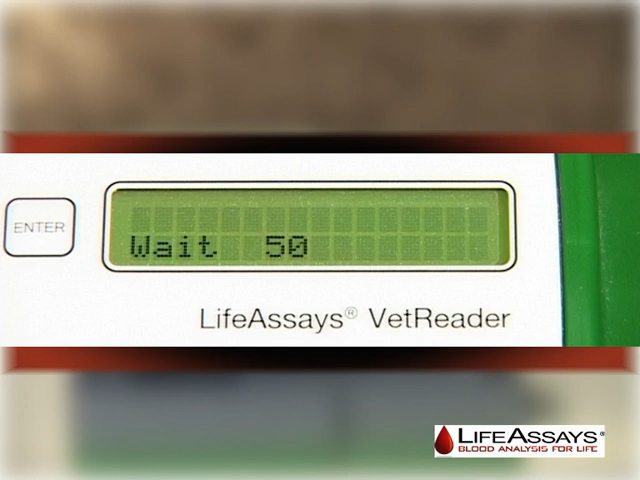 ENTER
Wait 50
LifeAssays® VetReader
LIFEASSAYS®
BLOOD ANALYSIS FOR LIFE